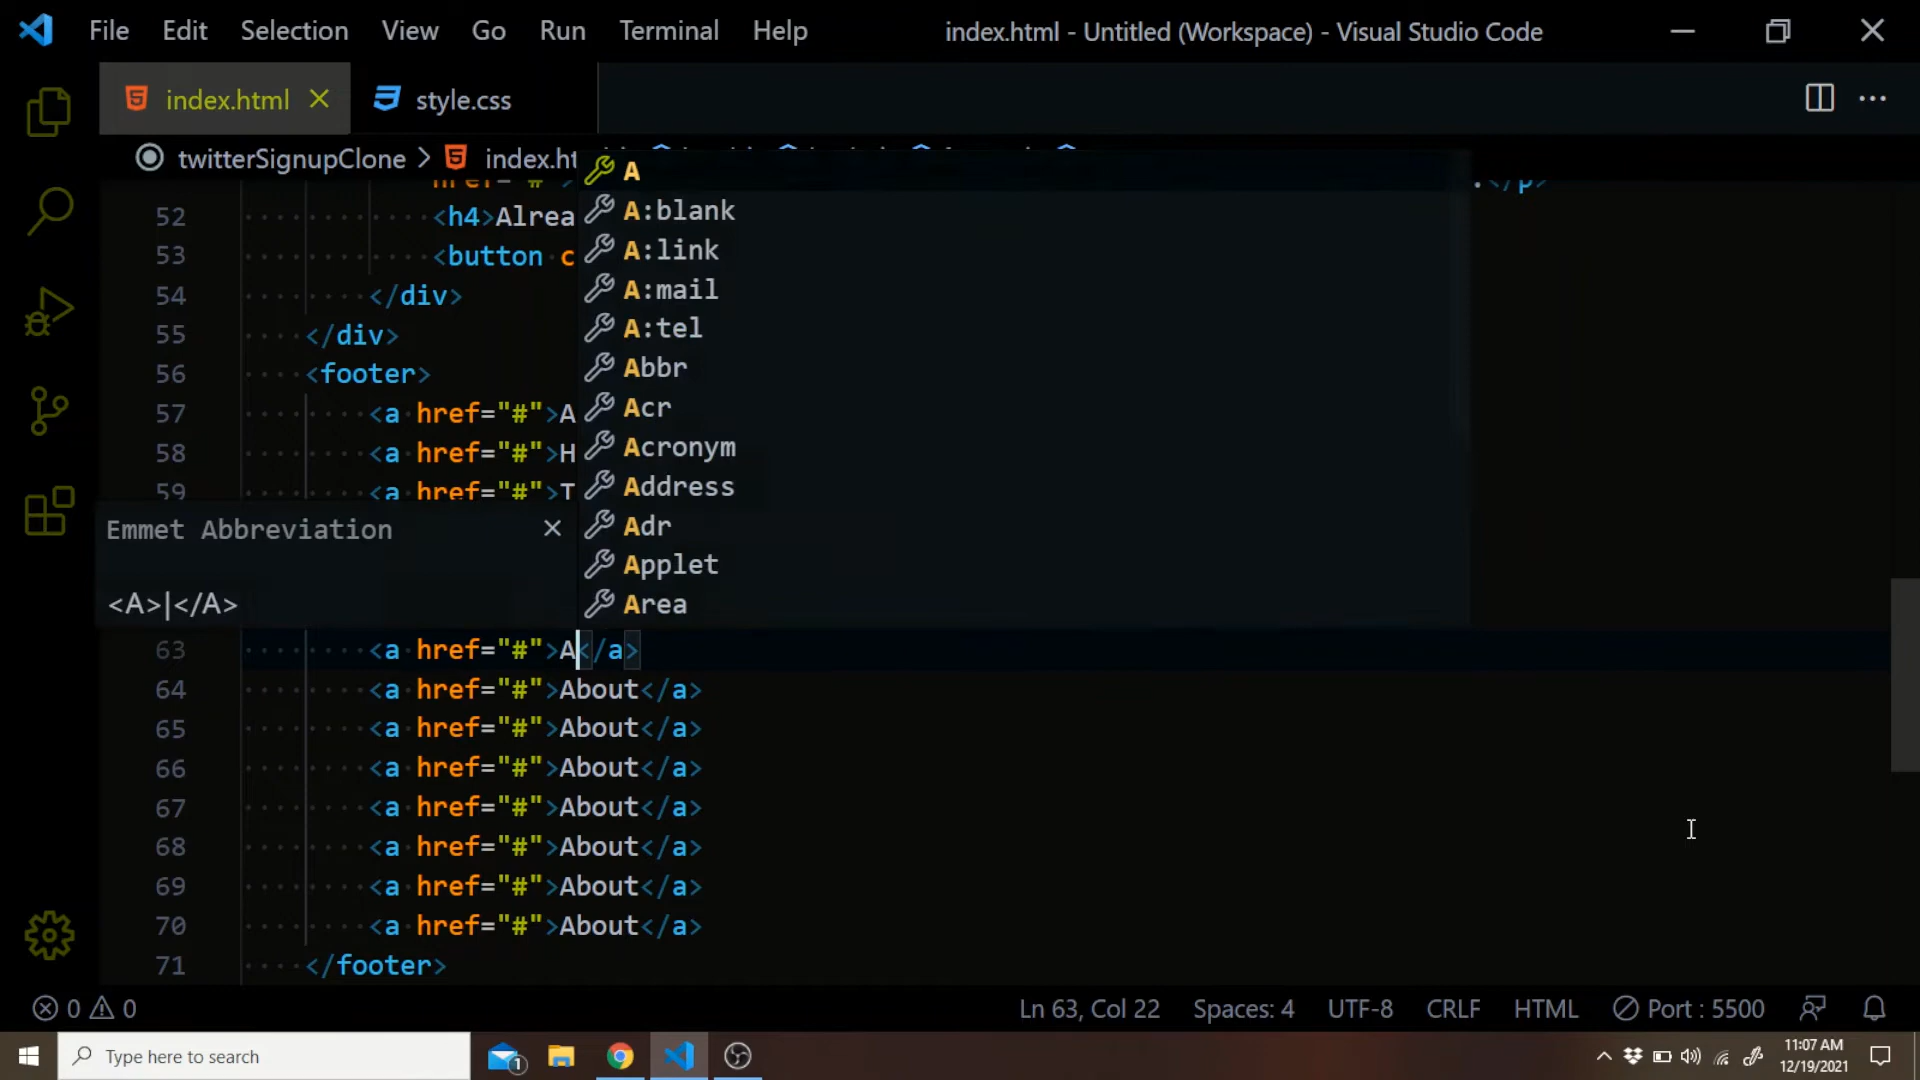 File Edit Selection View Go Run Terminal Help index.html - Untitled (Workspace) - Visual Studio Code
index.html style.css
twitterSignupClone > index.ht
A
A:blank
A:link
A:mail
A:tel
Abbr
Acr
Acronym
Address
Adr
Applet
Area
href="#" .</p>
52 <h4>Alrea
53 <button c
54 </div>
55 </div>
56 <footer>
57 <a href="#">A
58 <a href="#">H
59 <a href="#">T
Emmet Abbreviation
<A>|</A>
63 <a href="#">A</a>
64 <a href="#">About</a>
65 <a href="#">About</a>
66 <a href="#">About</a>
67 <a href="#">About</a>
68 <a href="#">About</a>
69 <a href="#">About</a>
70 <a href="#">About</a>
71 </footer>
0 0 Ln 63, Col 22 Spaces: 4 UTF-8 CRLF HTML Port : 5500
Type here to search 1 11:07 AM
12/19/2021